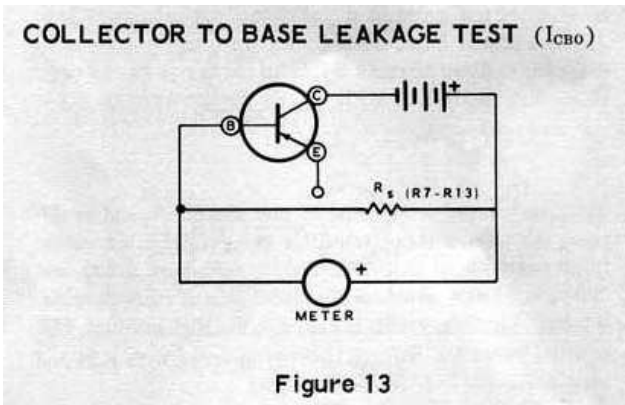 COLLECTOR TO BASE LEAKAGE TEST (ICBO)
C
+
B
E
Rs (R7-R13)
+
METER
Figure 13